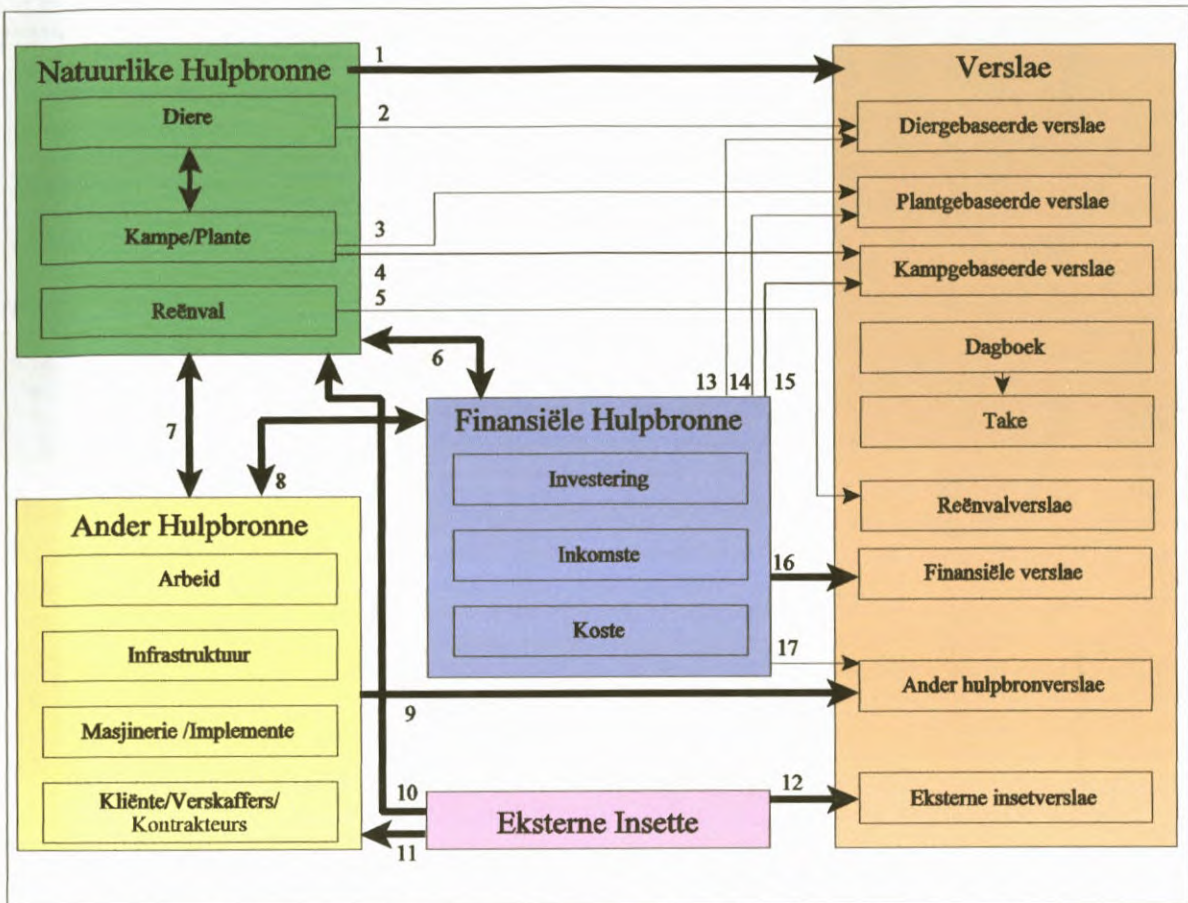 Natuurlike Hulpbronne
Diere
Kampe/Plante
Reënval
1
2
3
4
5
6
7
8
Ander Hulpbronne
Arbeid
Infrastruktuur
Masjinerie /Implemente
Kliënte/Verskaffers/
Kontrakteurs
9
10
11
Finansiële Hulpbronne
Investering
Inkomste
Koste
13 14 15
16
17
Eksterne Insette
12
Verslae
Diergebaseerde verslae
Plantgebaseerde verslae
Kampgebaseerde verslae
Dagboek
Take
Reënvalverslae
Finansiële verslae
Ander hulpbronverslae
Eksterne insetverslae